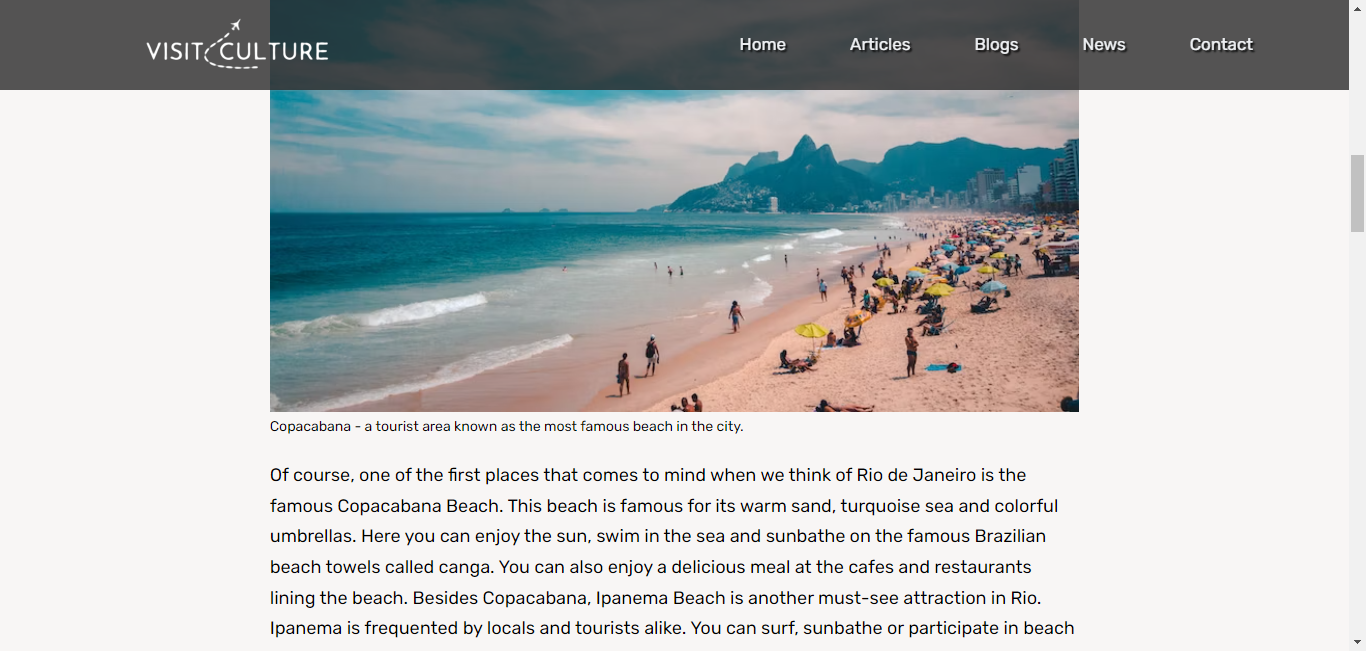 VISIT CULTURE
Home Articles Blogs News Contact
Copacabana - a tourist area known as the most famous beach in the city.
Of course, one of the first places that comes to mind when we think of Rio de Janeiro is the
famous Copacabana Beach. This beach is famous for its warm sand, turquoise sea and colorful
umbrellas. Here you can enjoy the sun, swim in the sea and sunbathe on the famous Brazilian
beach towels called canga. You can also enjoy a delicious meal at the cafes and restaurants
lining the beach. Besides Copacabana, Ipanema Beach is another must-see attraction in Rio.
Ipanema is frequented by locals and tourists alike. You can surf, sunbathe or participate in beach